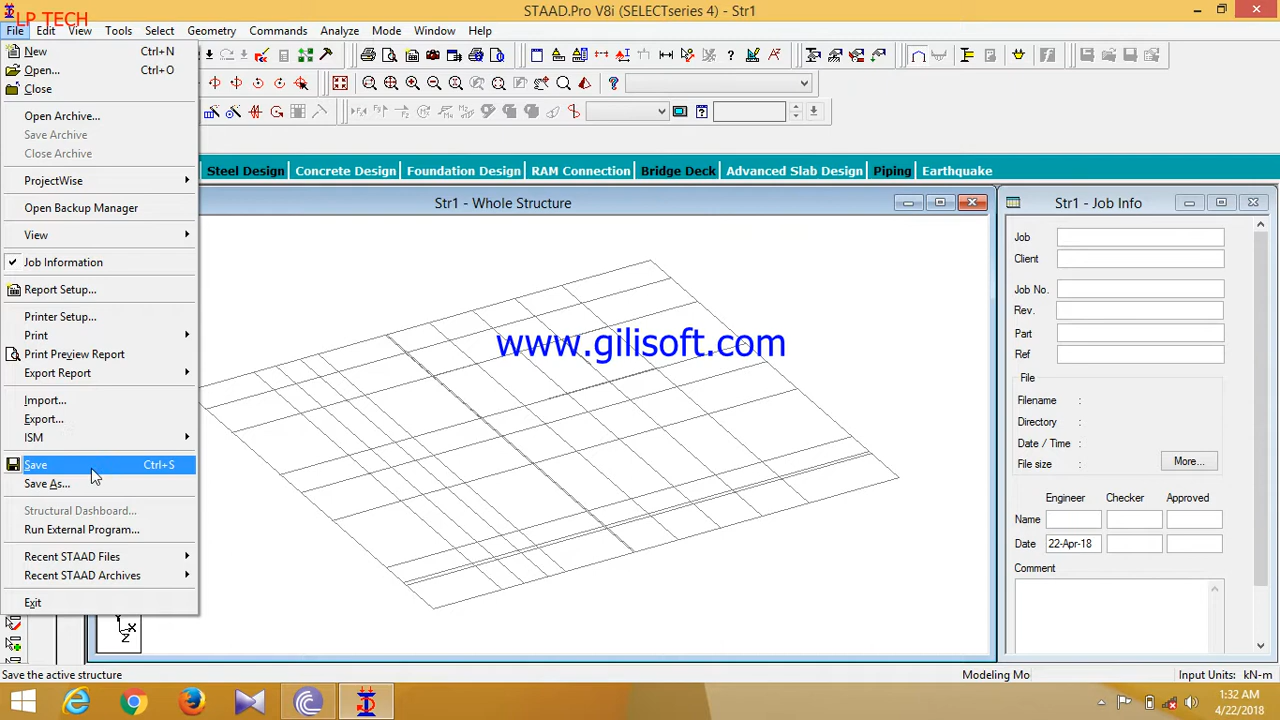 LP TECH
STAAD.Pro V8i (SELECTseries 4) - Str1
File Edit View Tools Select Geometry Commands Analyze Mode Window Help
New Ctrl+N
Open... Ctrl+O
Close
Open Archive...
Save Archive
Close Archive
ProjectWise
Open Backup Manager
View
Job Information
Report Setup...
Printer Setup...
Print
Print Preview Report
Export Report
Import...
Export...
ISM
Save Ctrl+S
Save As...
Structural Dashboard...
Run External Program...
Recent STAAD Files
Recent STAAD Archives
Exit
Steel Design Concrete Design Foundation Design RAM Connection Bridge Deck Advanced Slab Design Piping Earthquake
Str1 - Whole Structure
www.gilisoft.com
X
Z
Str1 - Job Info
Job
Client
Job No.
Rev.
Part
Ref
File
Filename :
Directory :
Date / Time :
File size :
More...
Engineer Checker Approved
Name
Date 22-Apr-18
Comment
Save the active structure
Modeling Mo
Input Units: kN-m
1:32 AM
4/22/2018